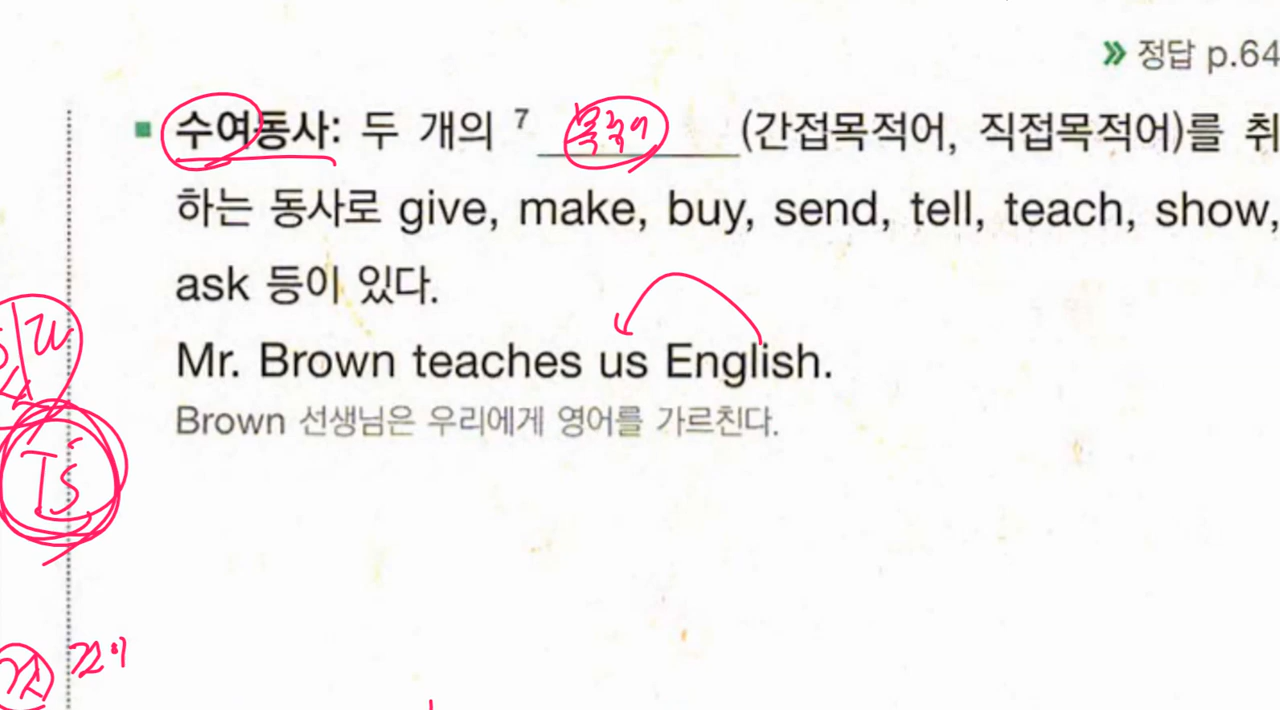 » 정답 p.64
▪ 수여동사: 두 개의 7 목적어 (간접목적어, 직접목적어)를 취
하는 동사로 give, make, buy, send, tell, teach, show,
ask 등이 있다.
Mr. Brown teaches us English.
Brown 선생님은 우리에게 영어를 가르친다.